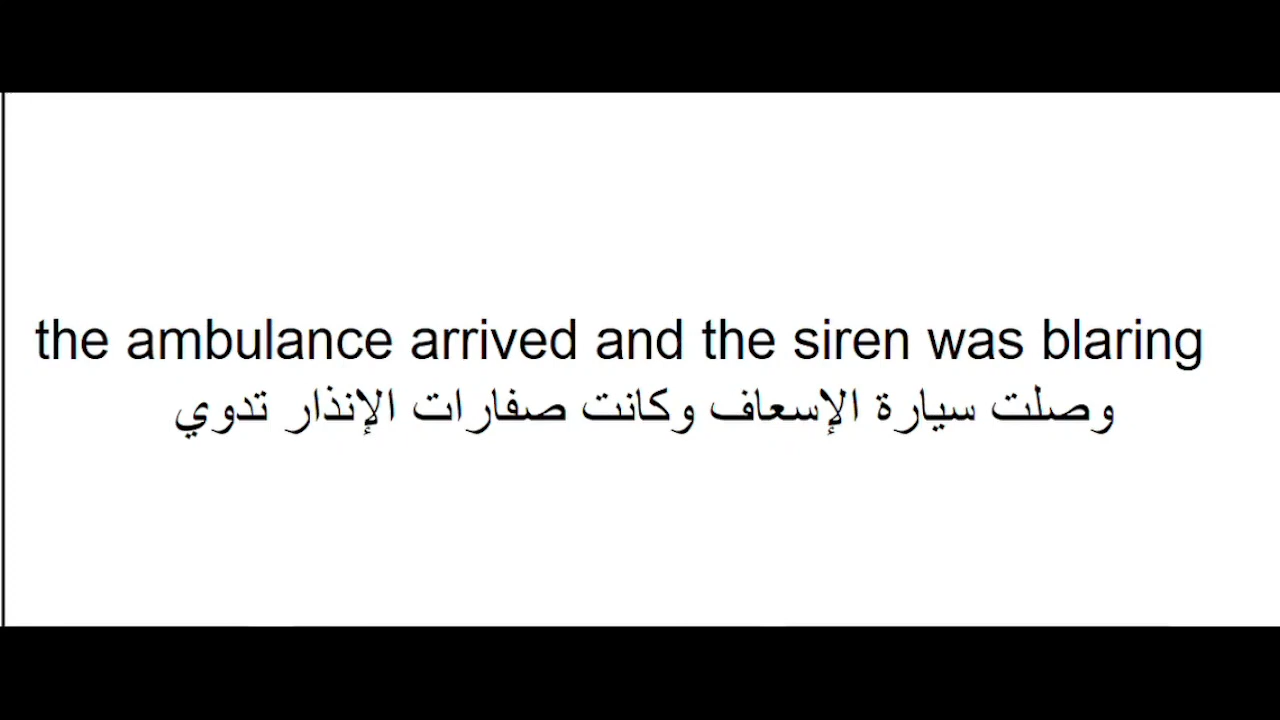 the ambulance arrived and the siren was blaring
وصلت سيارة الإسعاف وكانت صفارات الإنذار تدوي